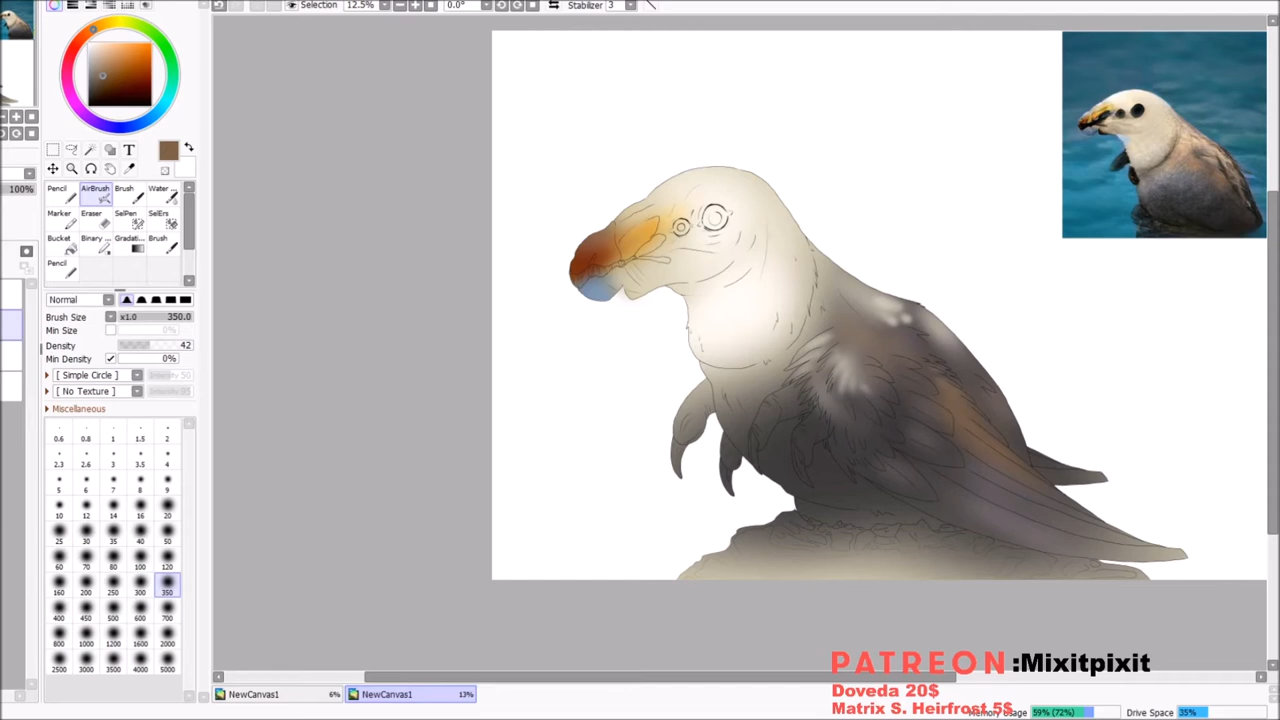 Selection 12.5% 0.0° Stabilizer 3
T
100%
Pencil AirBrush Brush Water ...
Marker Eraser SelPen SelErs
Bucket Binary ... Gradati... Brush
Pencil
Normal
Brush Size x1.0 350.0
Min Size 0%
Density 42
Min Density 0%
[ Simple Circle ]
[ No Texture ]
Miscellaneous
0.6 0.8 1 1.5 2
2.3 2.6 3 3.5 4
5 6 7 8 9
10 12 14 16 20
25 30 35 40 50
60 70 80 100 120
160 200 250 300 350
400 450 500 600 700
800 1000 1200 1600 2000
2500 3000 3500 4000 5000
NewCanvas1 6% NewCanvas1 13%
PATREON :Mixitpixit
Doveda 20$
Matrix S. Heirfrost 5$
Usage 59% (72%) Drive Space 35%